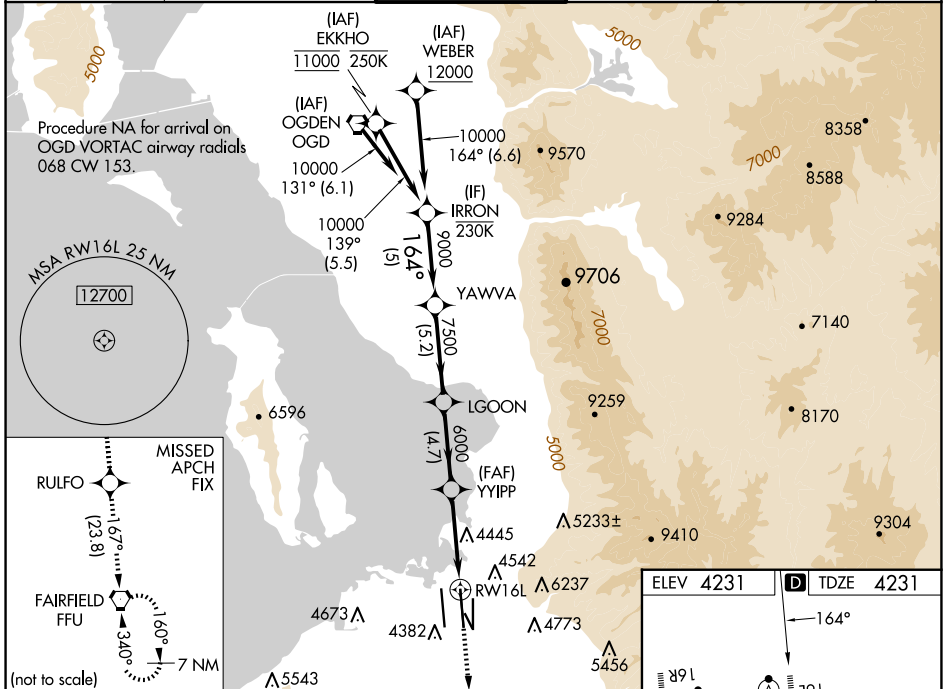 (IAF)
EKKHO
11000 250K
(IAF)
WEBER
12000
5000
5000
(IAF)
OGDEN
OGD
Procedure NA for arrival on
OGD VORTAC airway radials
068 CW 153.
10000
164° (6.6)
9570
8358
7000
8588
10000
131° (6.1)
10000
139°
(5.5)
(IF)
IRRON
230K
9284
MSA RW16L 25 NM
12700
164°
(5)
9000
9706
YAWVA
7000
7140
7500
(5.2)
6596
LGOON
9259
8170
6000
(4.7)
5000
MISSED
APCH
FIX
RULFO
(FAF)
YYIPP
167°
(23.8)
4445
5233±
9410
9304
4542
RW16L
6237
ELEV 4231
D
TDZE 4231
FAIRFIELD
FFU
160°
340°
7 NM
(not to scale)
4673
4382
N
4773
5456
5543
164°
16R